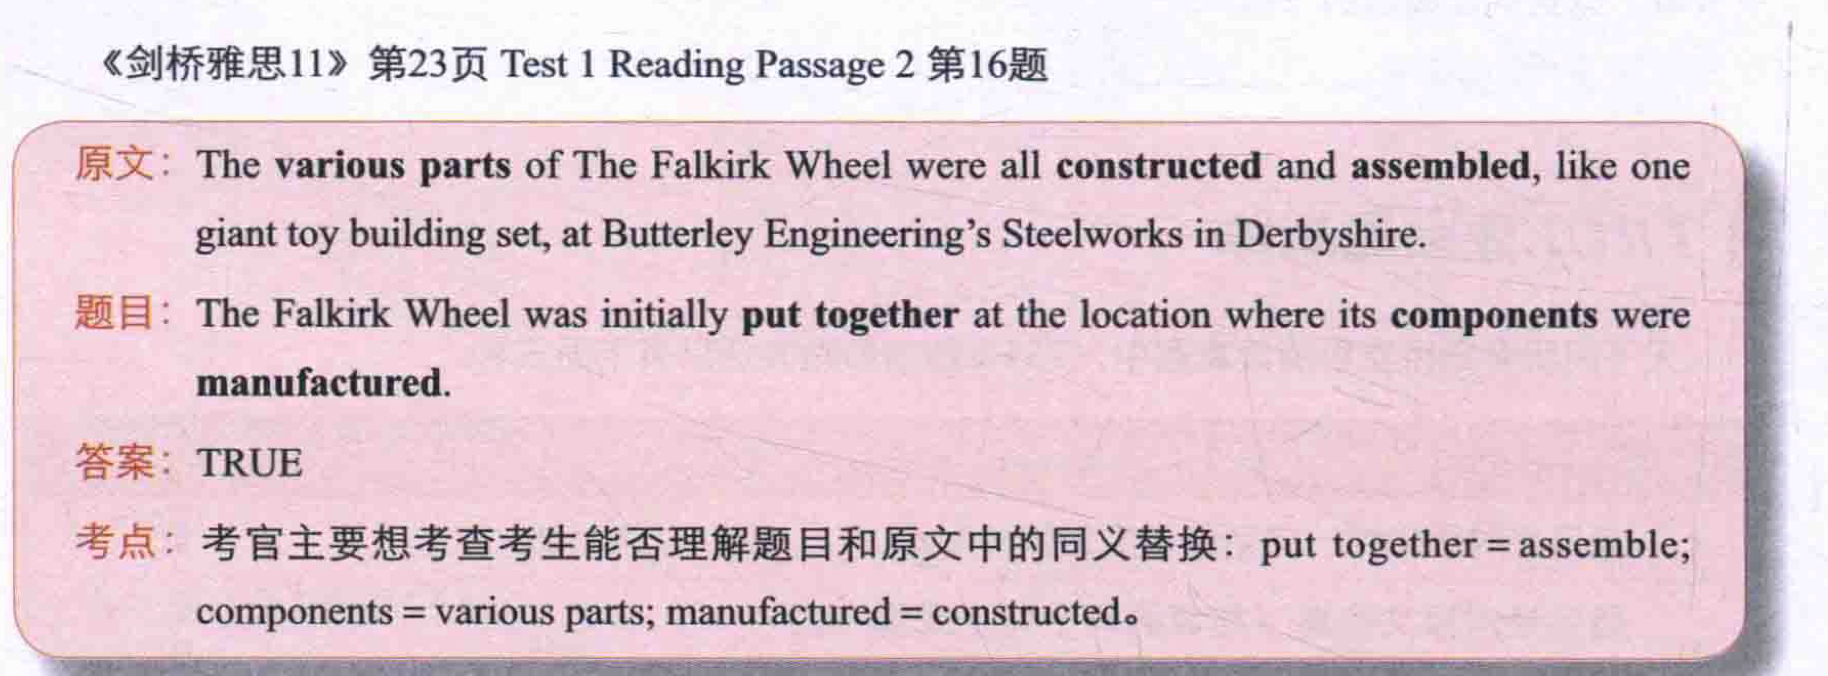 《剑桥雅思11》第23页 Test 1 Reading Passage 2 第16题
原文：The various parts of The Falkirk Wheel were all constructed and assembled, like one
giant toy building set, at Butterley Engineering's Steelworks in Derbyshire.
题目：The Falkirk Wheel was initially put together at the location where its components were
manufactured.
答案：TRUE
考点：考官主要想考查考生能否理解题目和原文中的同义替换：put together = assemble;
components = various parts; manufactured = constructed。